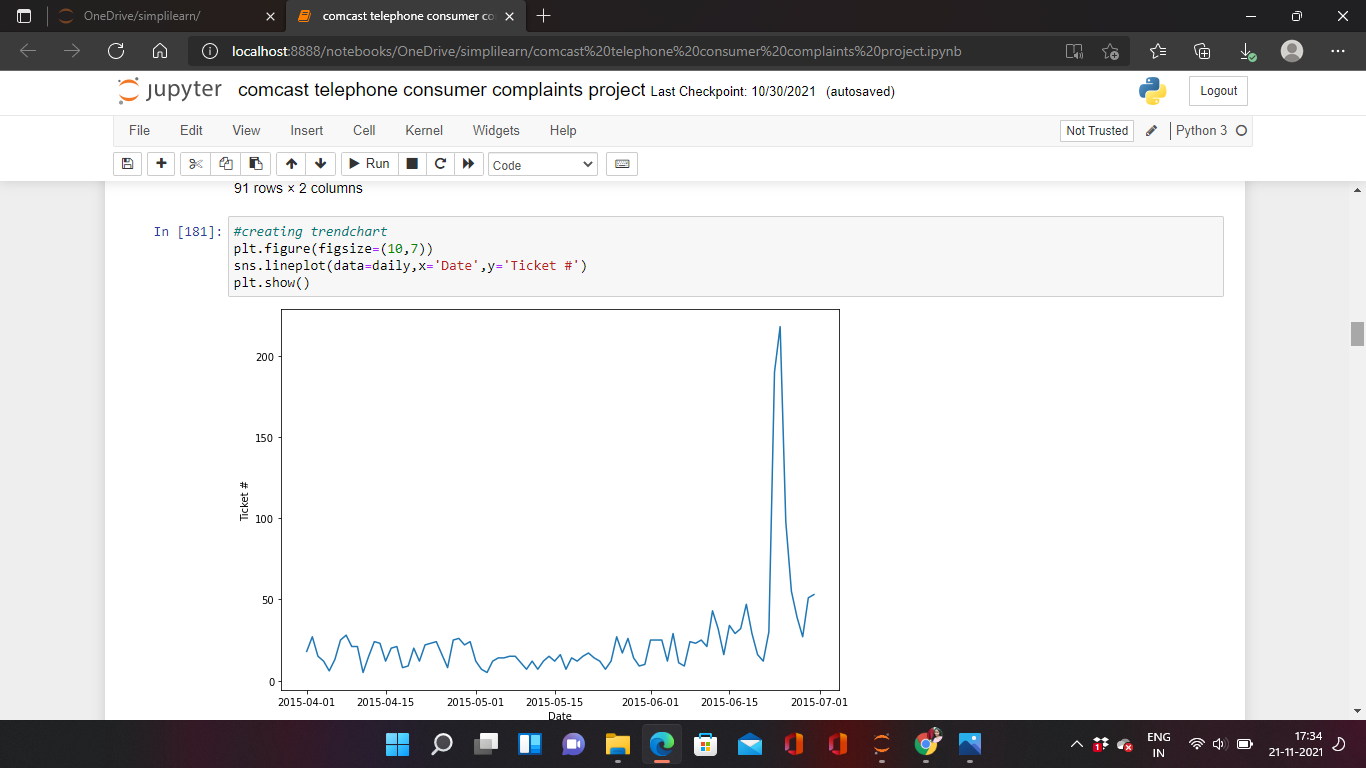 OneDrive/simplilearn/
comcast telephone consumer co
localhost:8888/notebooks/OneDrive/simplilearn/comcast%20telephone%20consumer%20complaints%20project.ipynb
jupyter comcast telephone consumer complaints project Last Checkpoint: 10/30/2021 (autosaved)
Logout
File Edit View Insert Cell Kernel Widgets Help
Not Trusted Python 3
Run Code
91 rows × 2 columns
In [181]: #creating trendchart
plt.figure(figsize=(10,7))
sns.lineplot(data=daily,x='Date',y='Ticket #')
plt.show()
200
150
100
50
0
Ticket #
2015-04-01 2015-04-15 2015-05-01 2015-05-15 2015-06-01 2015-06-15 2015-07-01
Date
1
ENG
IN
17:34
21-11-2021